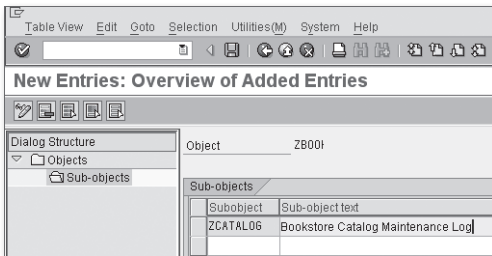 Table View Edit Goto Selection Utilities(M) System Help
New Entries: Overview of Added Entries
Dialog Structure
Objects
Sub-objects
Object
Sub-objects
Subobject Sub-object text
ZCATALOG Bookstore Catalog Maintenance Log